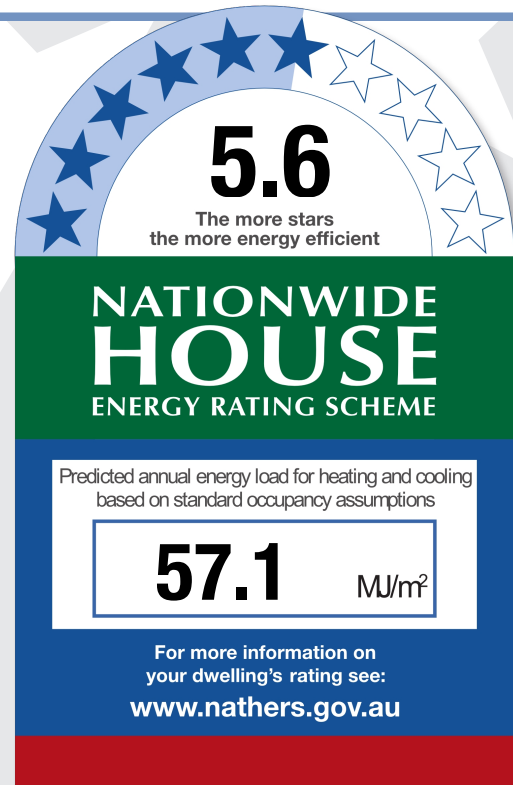 5.6
The more stars
the more energy efficient
NATIONWIDE
HOUSE
ENERGY RATING SCHEME
Predicted annual energy load for heating and cooling
based on standard occupancy assumptions
57.1 MJ/m²
For more information on
your dwelling's rating see:
www.nathers.gov.au